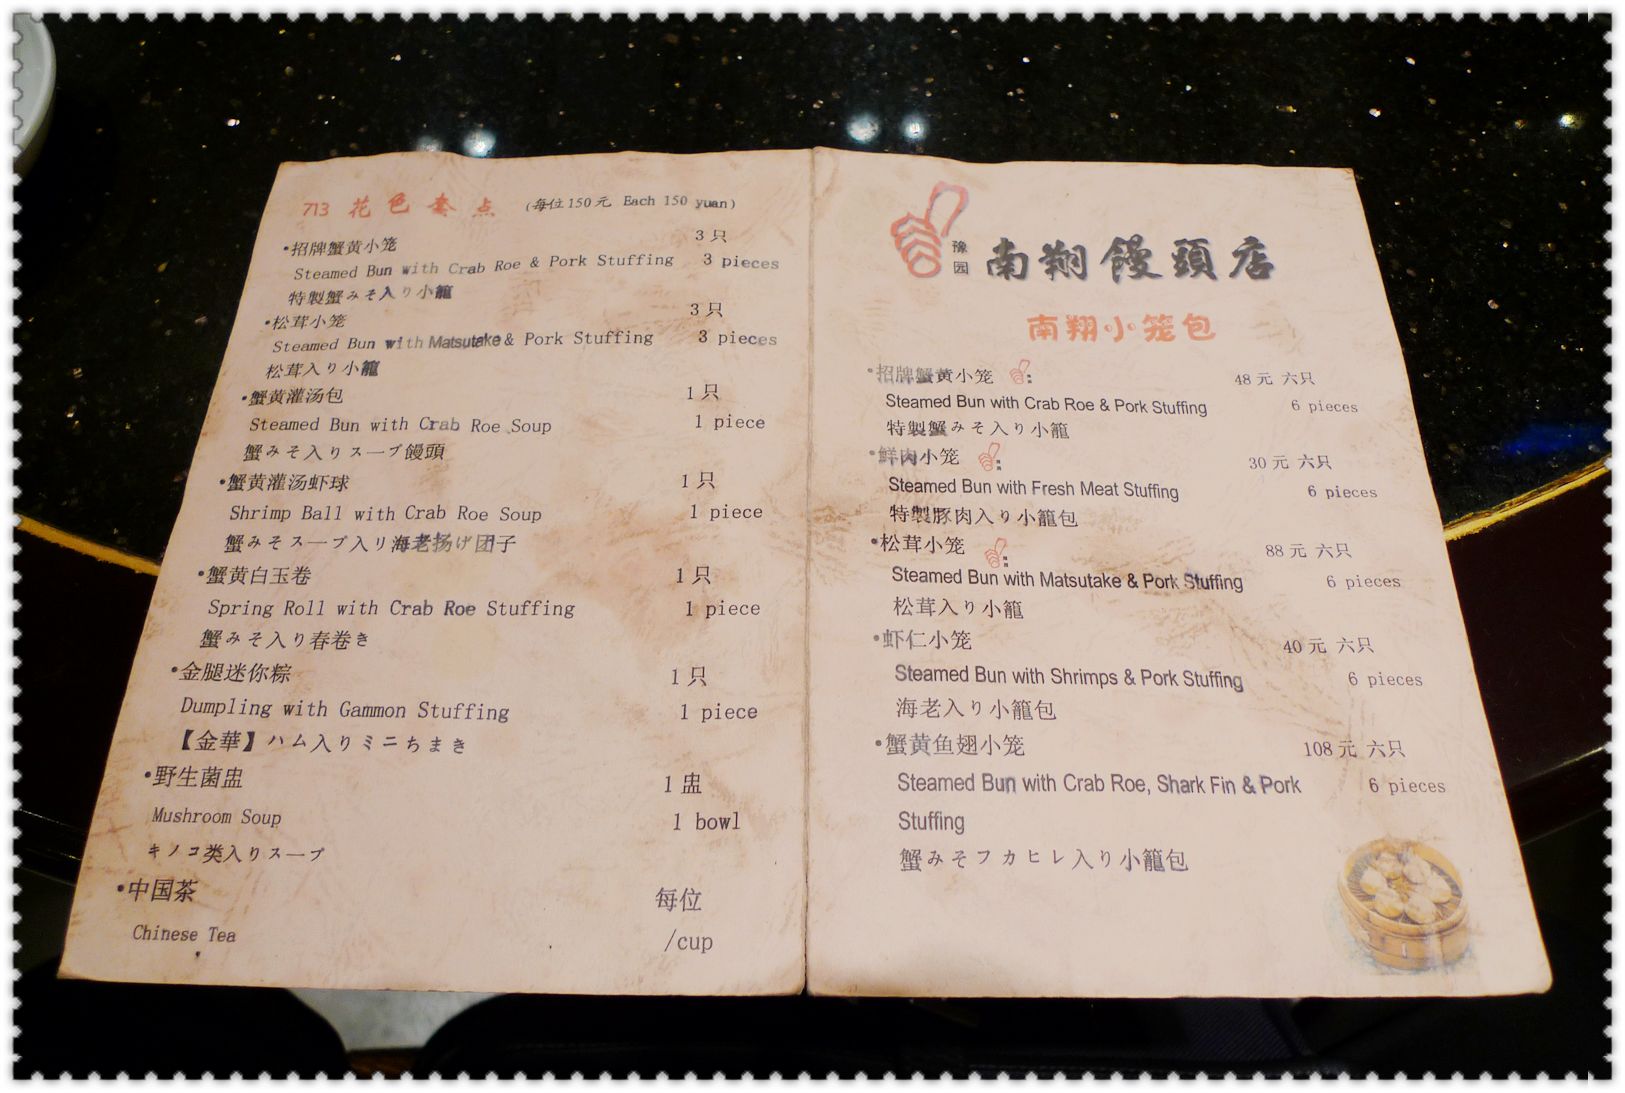 713 花色套点 (每位150元 Each 150 yuan)
•招牌蟹黄小笼 3只
Steamed Bun with Crab Roe & Pork Stuffing 3 pieces
特製蟹みそ入り小籠
•松茸小笼 3只
Steamed Bun with Matsutake & Pork Stuffing 3 pieces
松茸入り小籠
•蟹黄灌汤包 1只
Steamed Bun with Crab Roe Soup 1 piece
蟹みそ入りスープ饅頭
•蟹黄灌汤虾球 1只
Shrimp Ball with Crab Roe Soup 1 piece
蟹みそスープ入り海老揚げ団子
•蟹黄白玉卷 1只
Spring Roll with Crab Roe Stuffing 1 piece
蟹みそ入り春巻き
•金腿迷你粽 1只
Dumpling with Gammon Stuffing 1 piece
【金華】ハム入りミニちまき
•野生菌盅 1盅
Mushroom Soup 1 bowl
キノコ类入りスープ
•中国茶 每位
Chinese Tea /cup
豫园 南翔饅頭店
南翔小笼包
•招牌蟹黄小笼 48元 六只
Steamed Bun with Crab Roe & Pork Stuffing 6 pieces
特製蟹みそ入り小籠
•鲜肉小笼 30元 六只
Steamed Bun with Fresh Meat Stuffing 6 pieces
特製豚肉入り小籠包
•松茸小笼 88元 六只
Steamed Bun with Matsutake & Pork Stuffing 6 pieces
松茸入り小籠
•虾仁小笼 40元 六只
Steamed Bun with Shrimps & Pork Stuffing 6 pieces
海老入り小籠包
•蟹黄鱼翅小笼 108元 六只
Steamed Bun with Crab Roe, Shark Fin & Pork 6 pieces
Stuffing
蟹みそフカヒレ入り小籠包